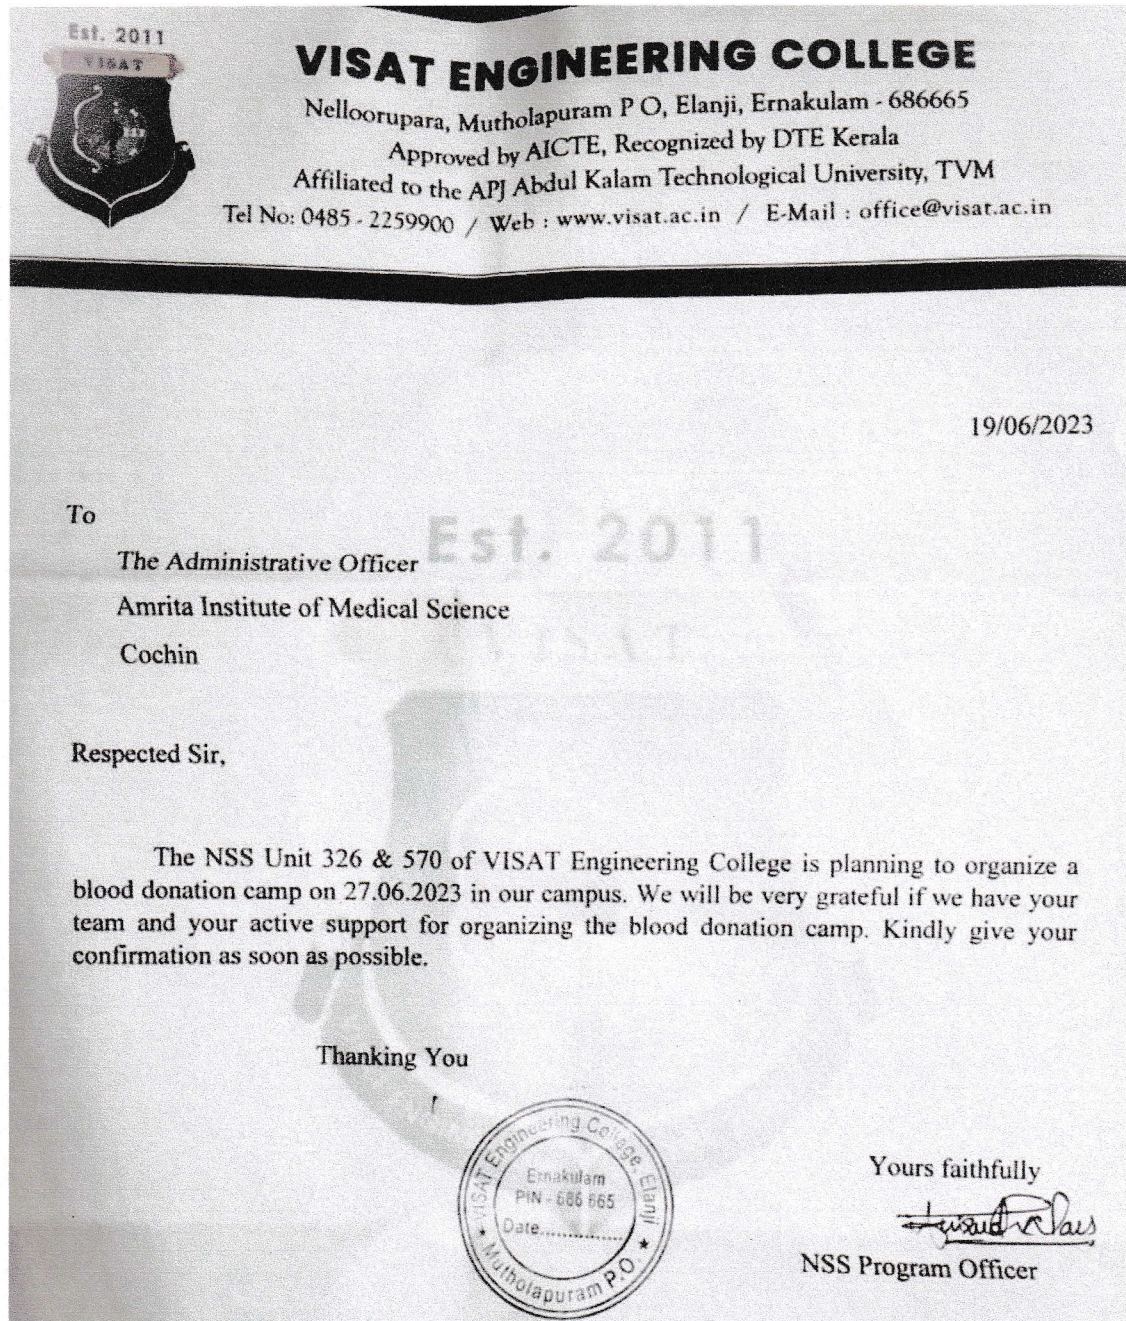 Est. 2011
VISAT
VISAT ENGINEERING COLLEGE
Nelloorupara, Mutholapuram P O, Elanji, Ernakulam - 686665
Approved by AICTE, Recognized by DTE Kerala
Affiliated to the APJ Abdul Kalam Technological University, TVM
Tel No: 0485 - 2259900 / Web : www.visat.ac.in / E-Mail : office@visat.ac.in
19/06/2023
To
Est. 2011
The Administrative Officer
Amrita Institute of Medical Science
VISAT
Cochin
Respected Sir,
The NSS Unit 326 & 570 of VISAT Engineering College is planning to organize a
blood donation camp on 27.06.2023 in our campus. We will be very grateful if we have your
team and your active support for organizing the blood donation camp. Kindly give your
confirmation as soon as possible.
Thanking You
VISAT Engineering College, Elanji
Ernakulam
PIN - 686 665
Date..............
★ Mutholapuram P.O. ★
Yours faithfully
NSS Program Officer